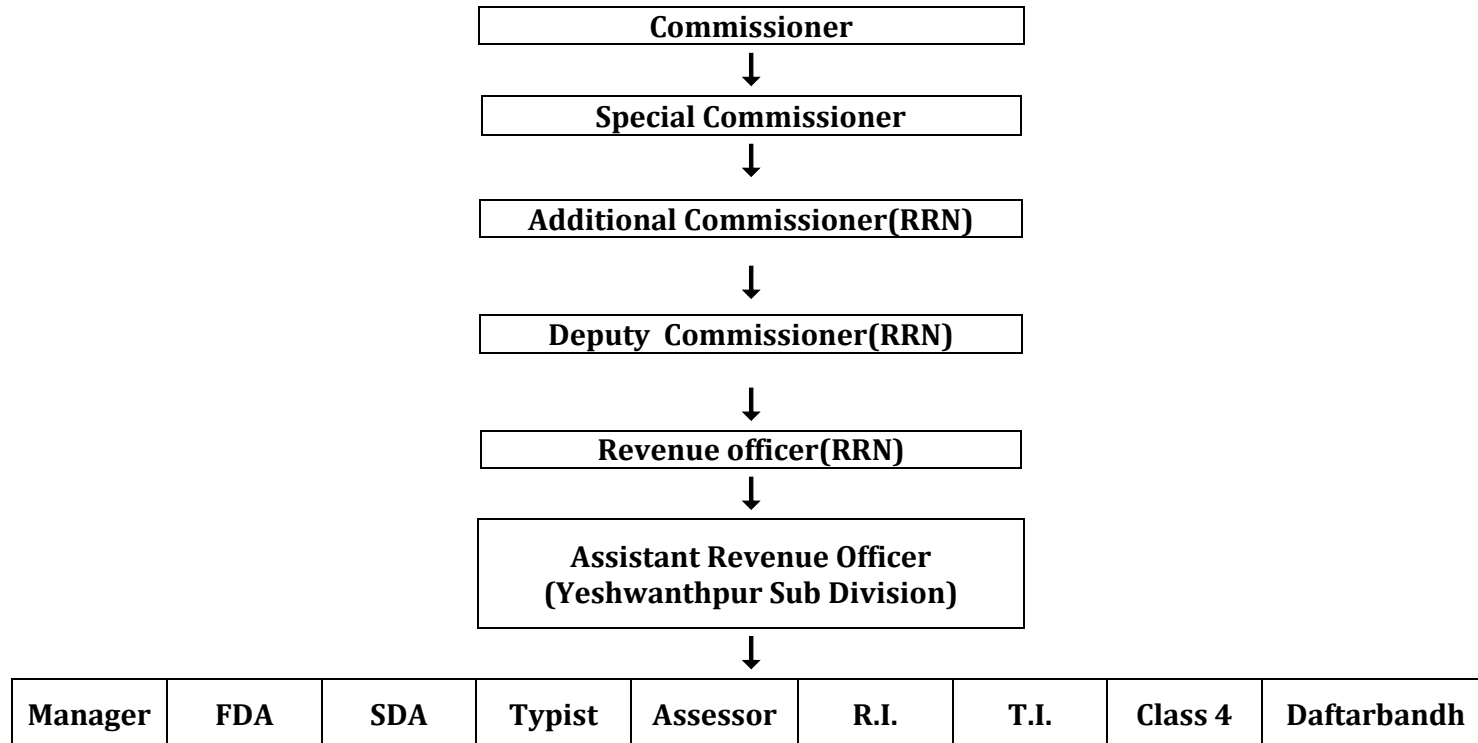 Commissioner
Special Commissioner
Additional Commissioner(RRN)
Deputy Commissioner(RRN)
Revenue officer(RRN)
Assistant Revenue Officer
(Yeshwanthpur Sub Division)
Manager FDA SDA Typist Assessor R.I. T.I. Class 4 Daftarbandh